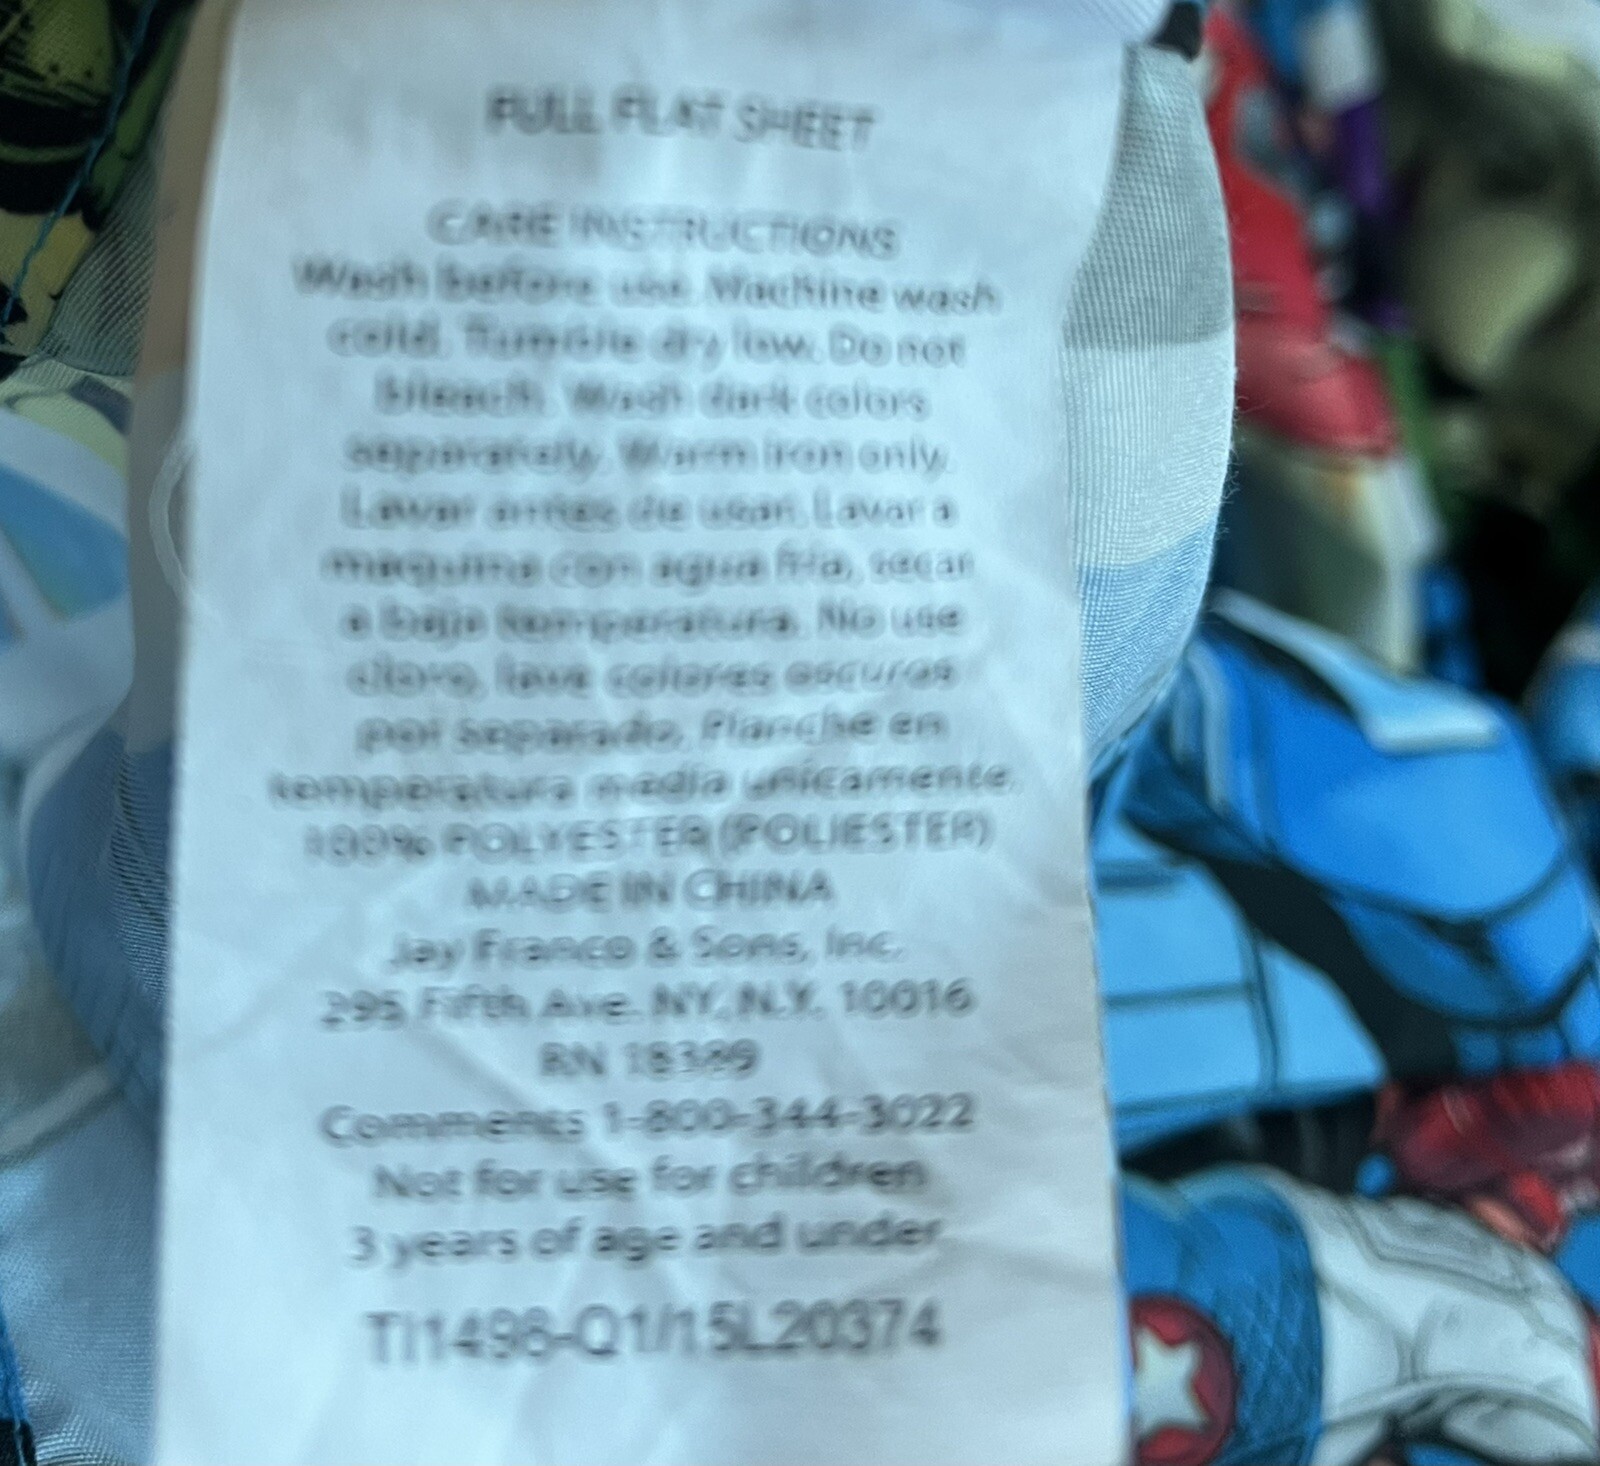 FULL FLAT SHEET
CARE INSTRUCTIONS
Wash before use. Machine wash
cold. Tumble dry low. Do not
bleach. Wash dark colors
separately. Warm iron only.
Lavar antes de usar. Lavar a
maquina con agua fria, secar
a baja temperatura. No use
cloro, lave colores oscuros
por separado. Planche en
temperatura media unicamente.
100% POLYESTER (POLIESTER)
MADE IN CHINA
Jay Franco & Sons, Inc.
295 Fifth Ave. NY, N.Y. 10016
RN 18389
Comments 1-800-344-3022
Not for use for children
3 years of age and under
TI1498-Q1/15L20374